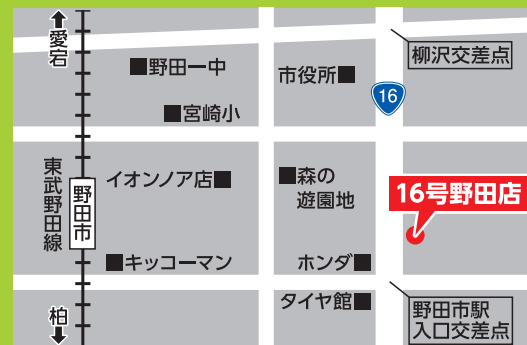 愛宕
柳沢交差点
■野田一中
市役所■
16
■宮崎小
東武野田線
野田市
イオンノア店■
■森の
遊園地
16号野田店
■キッコーマン
ホンダ■
タイヤ館■
野田市駅
入口交差点
柏